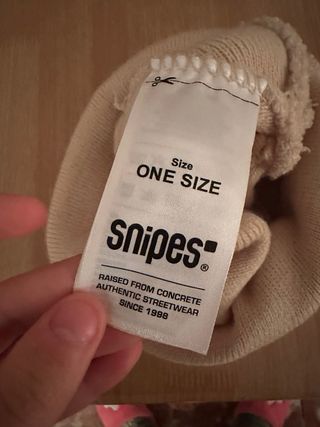 Size
ONE SIZE
snipes®
RAISED FROM CONCRETE
AUTHENTIC STREETWEAR
SINCE 1998